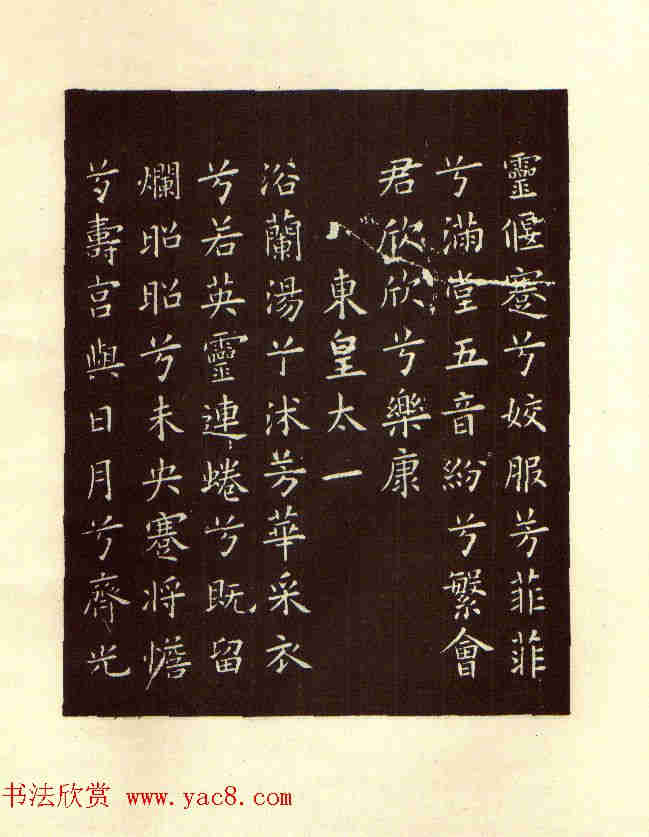 靈偃蹇兮姣服芳菲菲
兮滿堂五音紛兮繁會
君欣欣兮樂康
東皇太一
浴蘭湯兮沐芳華采衣
兮若英靈連蜷兮既留
爛昭昭兮未央蹇将憺
兮壽宫與日月兮齊光
书法欣赏 www.yac8.com